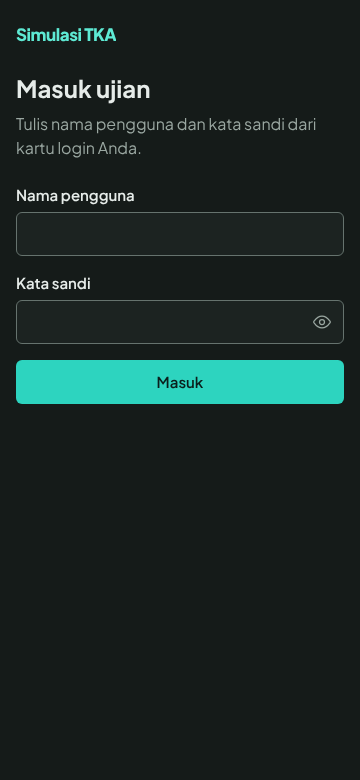 Simulasi TKA
Masuk ujian
Tulis nama pengguna dan kata sandi dari
kartu login Anda.
Nama pengguna
Kata sandi
Masuk